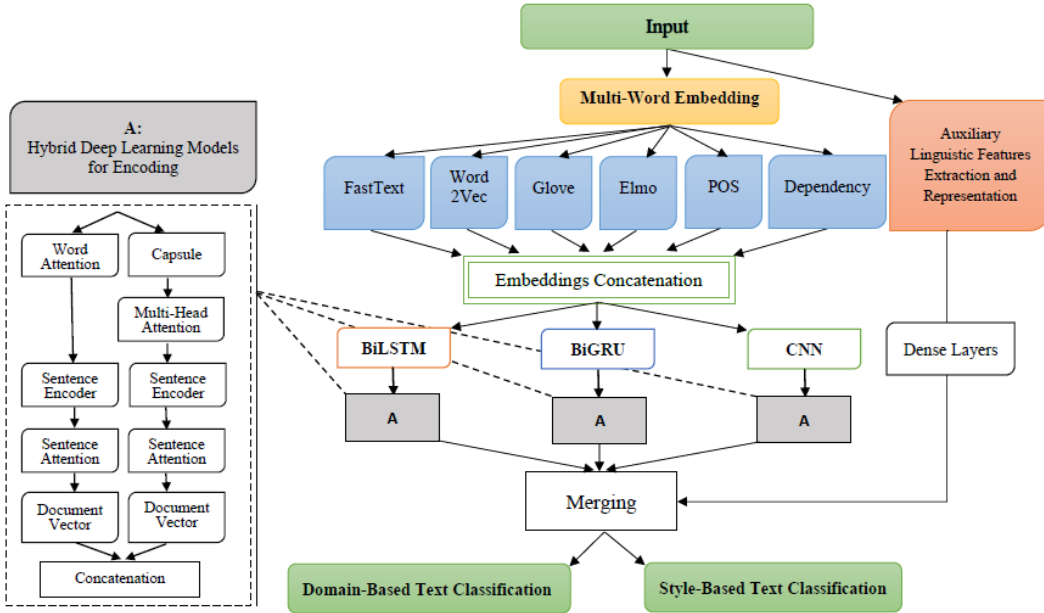 Input
Multi-Word Embedding
A:
Hybrid Deep Learning Models
for Encoding
Auxiliary
Linguistic Features
Extraction and
Representation
FastText
Word
2Vec
Glove
Elmo
POS
Dependency
Embeddings Concatenation
BiLSTM
BiGRU
CNN
Dense Layers
A
A
A
Merging
Domain-Based Text Classification
Style-Based Text Classification
Word
Attention
Capsule
Multi-Head
Attention
Sentence
Encoder
Sentence
Encoder
Sentence
Attention
Sentence
Attention
Document
Vector
Document
Vector
Concatenation